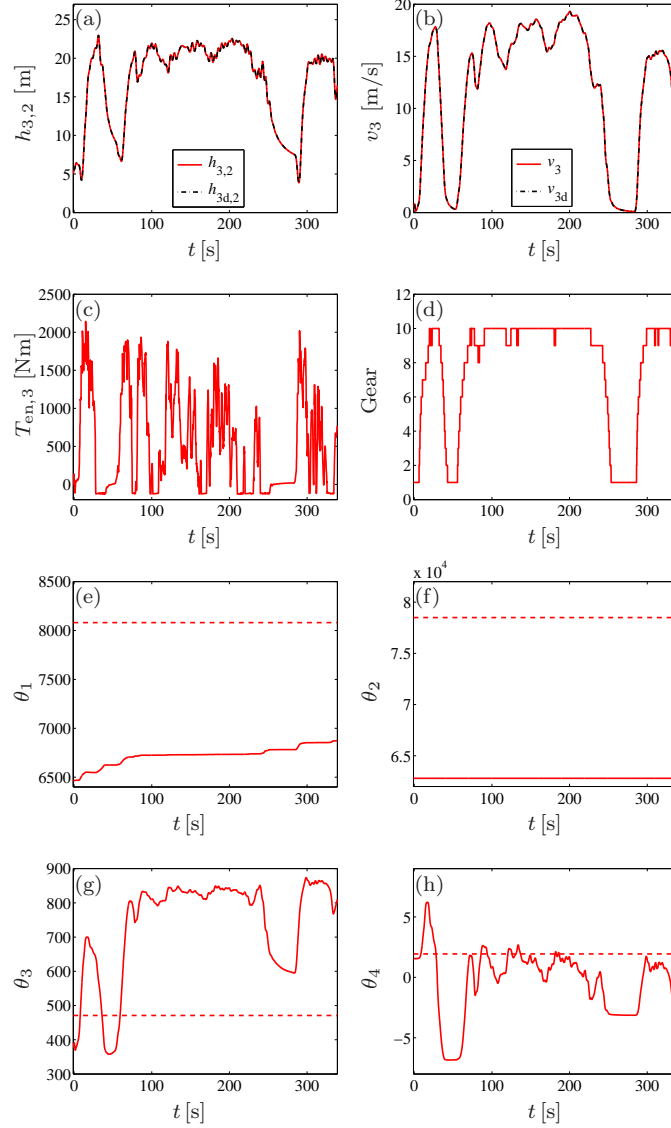 (a)
25
20
15
10
5
0
h3,2 [m]
h3,2
h3d,2
0 100 200 300
t [s]
(b)
20
15
10
5
0
v3 [m/s]
v3
v3d
0 100 200 300
t [s]
(c)
2500
2000
1500
1000
500
0
Ten,3 [Nm]
0 100 200 300
t [s]
(d)
12
10
8
6
4
2
0
Gear
0 100 200 300
t [s]
(e)
8500
8000
7500
7000
6500
θ1
0 100 200 300
t [s]
x 10^4
(f)
8
7.5
7
6.5
θ2
0 100 200 300
t [s]
(g)
900
800
700
600
500
400
300
θ3
0 100 200 300
t [s]
(h)
5
0
−5
θ4
0 100 200 300
t [s]